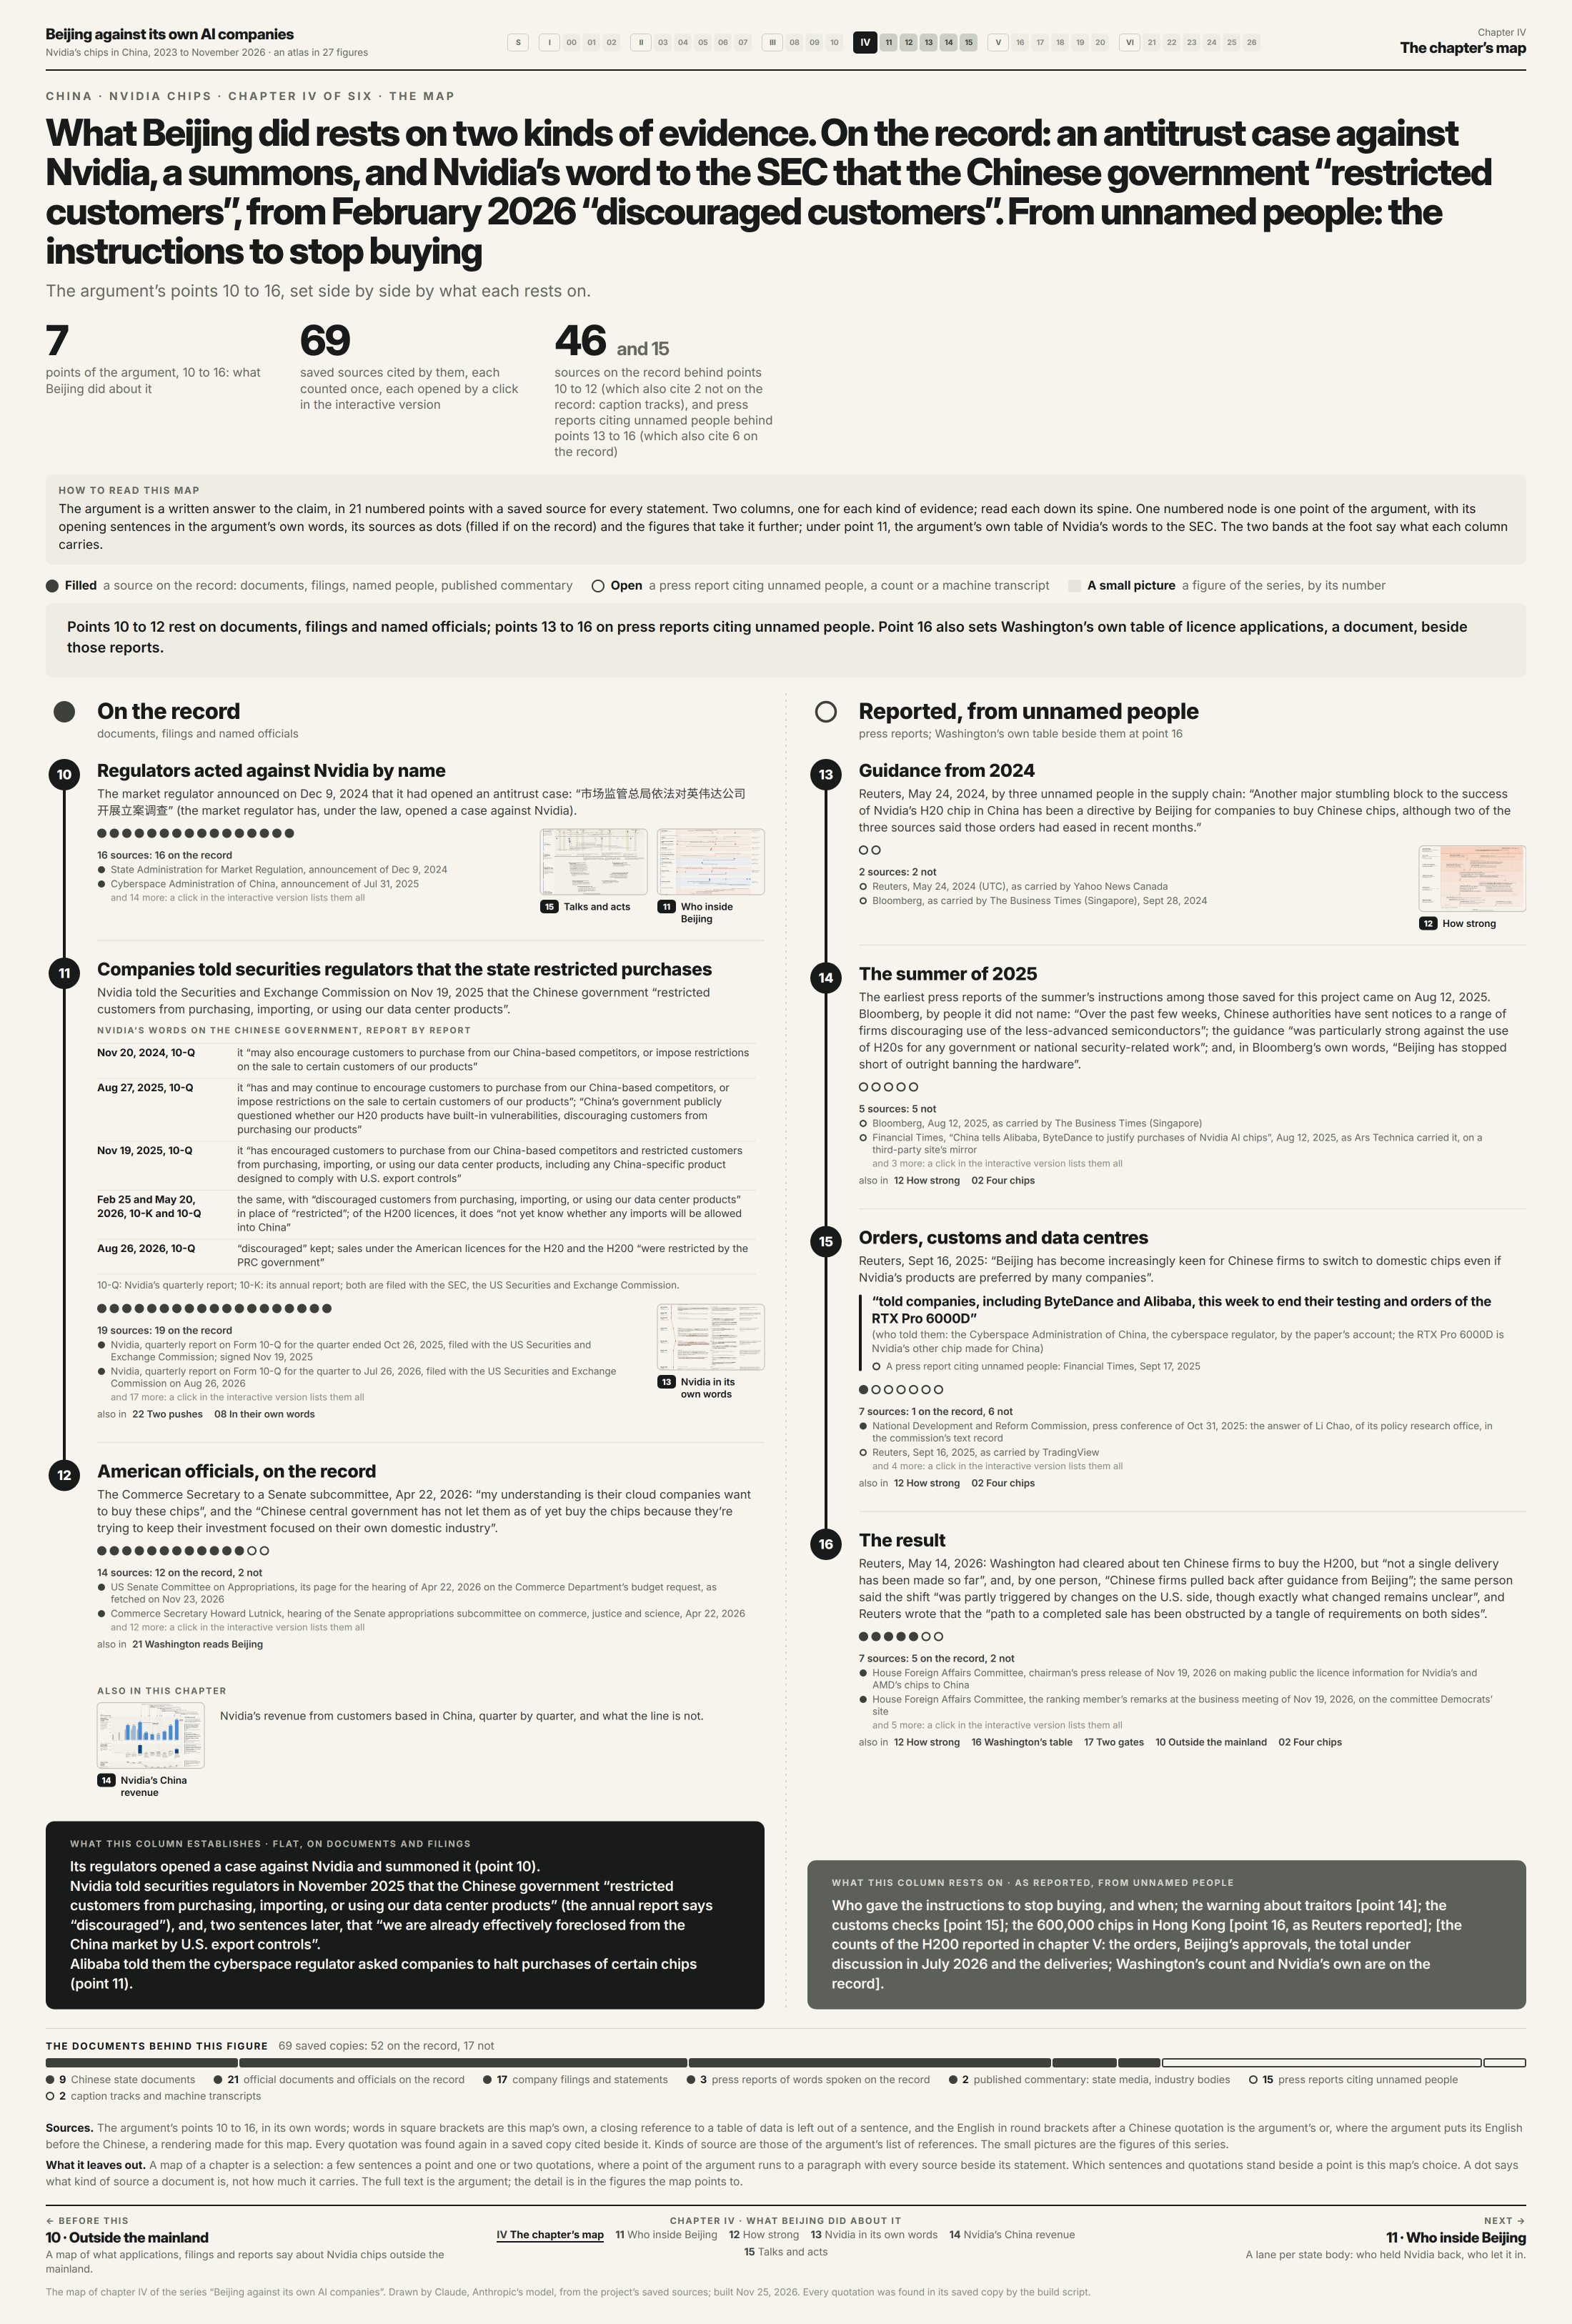 Beijing against its own AI companies
Nvidia's chips in China, 2023 to November 2026 · an atlas in 27 figures
S I 00 01 02 II 03 04 05 06 07 III 08 09 10 IV 11 12 13 14 15 V 16 17 18 19 20 VI 21 22 23 24 25 26
Chapter IV
The chapter's map
CHINA · NVIDIA CHIPS · CHAPTER IV OF SIX · THE MAP
What Beijing did rests on two kinds of evidence. On the record: an antitrust case against
Nvidia, a summons, and Nvidia's word to the SEC that the Chinese government “restricted
customers”, from February 2026 “discouraged customers”. From unnamed people: the
instructions to stop buying
The argument's points 10 to 16, set side by side by what each rests on.
7
points of the argument, 10 to 16: what
Beijing did about it
69
saved sources cited by them, each
counted once, each opened by a click
in the interactive version
46 and 15
sources on the record behind points
10 to 12 (which also cite 2 not on the
record: caption tracks), and press
reports citing unnamed people behind
points 13 to 16 (which also cite 6 on
the record)
HOW TO READ THIS MAP
The argument is a written answer to the claim, in 21 numbered points with a saved source for every statement. Two columns, one for each kind of evidence; read each down its spine. One numbered node is one point of the argument, with its
opening sentences in the argument's own words, its sources as dots (filled if on the record) and the figures that take it further; under point 11, the argument's own table of Nvidia's words to the SEC. The two bands at the foot say what each column
carries.
Filled a source on the record: documents, filings, named people, published commentary
Open a press report citing unnamed people, a count or a machine transcript
A small picture a figure of the series, by its number
Points 10 to 12 rest on documents, filings and named officials; points 13 to 16 on press reports citing unnamed people. Point 16 also sets Washington's own table of licence applications, a document, beside
those reports.
On the record
documents, filings and named officials
10
Regulators acted against Nvidia by name
The market regulator announced on Dec 9, 2024 that it had opened an antitrust case: “市场监管总局依法对英伟达公司
开展立案调查” (the market regulator has, under the law, opened a case against Nvidia).
16 sources: 16 on the record
State Administration for Market Regulation, announcement of Dec 9, 2024
Cyberspace Administration of China, announcement of Jul 31, 2025
and 14 more: a click in the interactive version lists them all
15 Talks and acts
11 Who inside
Beijing
11
Companies told securities regulators that the state restricted purchases
Nvidia told the Securities and Exchange Commission on Nov 19, 2025 that the Chinese government “restricted
customers from purchasing, importing, or using our data center products”.
NVIDIA'S WORDS ON THE CHINESE GOVERNMENT, REPORT BY REPORT
Nov 20, 2024, 10-Q
it “may also encourage customers to purchase from our China-based competitors, or impose restrictions
on the sale to certain customers of our products”
Aug 27, 2025, 10-Q
it “has and may continue to encourage customers to purchase from our China-based competitors, or
impose restrictions on the sale to certain customers of our products”; “China's government publicly
questioned whether our H20 products have built-in vulnerabilities, discouraging customers from
purchasing our products”
Nov 19, 2025, 10-Q
it “has encouraged customers to purchase from our China-based competitors and restricted customers
from purchasing, importing, or using our data center products, including any China-specific product
designed to comply with U.S. export controls”
Feb 25 and May 20,
2026, 10-K and 10-Q
the same, with “discouraged customers from purchasing, importing, or using our data center products”
in place of “restricted”; of the H200 licences, it does “not yet know whether any imports will be allowed
into China”
Aug 26, 2026, 10-Q
“discouraged” kept; sales under the American licences for the H20 and the H200 “were restricted by the
PRC government”
10-Q: Nvidia's quarterly report; 10-K: its annual report; both are filed with the SEC, the US Securities and Exchange Commission.
19 sources: 19 on the record
Nvidia, quarterly report on Form 10-Q for the quarter ended Oct 26, 2025, filed with the US Securities and
Exchange Commission; signed Nov 19, 2025
Nvidia, quarterly report on Form 10-Q for the quarter to Jul 26, 2026, filed with the US Securities and Exchange
Commission on Aug 26, 2026
and 17 more: a click in the interactive version lists them all
also in 22 Two pushes 08 In their own words
13 Nvidia in its
own words
12
American officials, on the record
The Commerce Secretary to a Senate subcommittee, Apr 22, 2026: “my understanding is their cloud companies want
to buy these chips”, and the “Chinese central government has not let them as of yet buy the chips because they're
trying to keep their investment focused on their own domestic industry”.
14 sources: 12 on the record, 2 not
US Senate Committee on Appropriations, its page for the hearing of Apr 22, 2026 on the Commerce Department's budget request, as
fetched on Nov 23, 2026
Commerce Secretary Howard Lutnick, hearing of the Senate appropriations subcommittee on commerce, justice and science, Apr 22, 2026
and 12 more: a click in the interactive version lists them all
also in 21 Washington reads Beijing
ALSO IN THIS CHAPTER
Nvidia's revenue from customers based in China, quarter by quarter, and what the line is not.
14 Nvidia's China
revenue
WHAT THIS COLUMN ESTABLISHES · FLAT, ON DOCUMENTS AND FILINGS
Its regulators opened a case against Nvidia and summoned it (point 10).
Nvidia told securities regulators in November 2025 that the Chinese government “restricted
customers from purchasing, importing, or using our data center products” (the annual report says
“discouraged”), and, two sentences later, that “we are already effectively foreclosed from the
China market by U.S. export controls”.
Alibaba told them the cyberspace regulator asked companies to halt purchases of certain chips
(point 11).
Reported, from unnamed people
press reports; Washington's own table beside them at point 16
13
Guidance from 2024
Reuters, May 24, 2024, by three unnamed people in the supply chain: “Another major stumbling block to the success
of Nvidia's H20 chip in China has been a directive by Beijing for companies to buy Chinese chips, although two of the
three sources said those orders had eased in recent months.”
2 sources: 2 not
Reuters, May 24, 2024 (UTC), as carried by Yahoo News Canada
Bloomberg, as carried by The Business Times (Singapore), Sept 28, 2024
12 How strong
14
The summer of 2025
The earliest press reports of the summer's instructions among those saved for this project came on Aug 12, 2025.
Bloomberg, by people it did not name: “Over the past few weeks, Chinese authorities have sent notices to a range of
firms discouraging use of the less-advanced semiconductors”; the guidance “was particularly strong against the use
of H20s for any government or national security-related work”; and, in Bloomberg's own words, “Beijing has stopped
short of outright banning the hardware”.
5 sources: 5 not
Bloomberg, Aug 12, 2025, as carried by The Business Times (Singapore)
Financial Times, “China tells Alibaba, ByteDance to justify purchases of Nvidia AI chips”, Aug 12, 2025, as Ars Technica carried it, on a
third-party site's mirror
and 3 more: a click in the interactive version lists them all
also in 12 How strong 02 Four chips
15
Orders, customs and data centres
Reuters, Sept 16, 2025: “Beijing has become increasingly keen for Chinese firms to switch to domestic chips even if
Nvidia's products are preferred by many companies”.
“told companies, including ByteDance and Alibaba, this week to end their testing and orders of the
RTX Pro 6000D”
(who told them: the Cyberspace Administration of China, the cyberspace regulator, by the paper's account; the RTX Pro 6000D is
Nvidia's other chip made for China)
A press report citing unnamed people: Financial Times, Sept 17, 2025
7 sources: 1 on the record, 6 not
National Development and Reform Commission, press conference of Oct 31, 2025: the answer of Li Chao, of its policy research office, in
the commission's text record
Reuters, Sept 16, 2025, as carried by TradingView
and 4 more: a click in the interactive version lists them all
also in 12 How strong 02 Four chips
16
The result
Reuters, May 14, 2026: Washington had cleared about ten Chinese firms to buy the H200, but “not a single delivery
has been made so far”, and, by one person, “Chinese firms pulled back after guidance from Beijing”; the same person
said the shift “was partly triggered by changes on the U.S. side, though exactly what changed remains unclear”, and
Reuters wrote that the “path to a completed sale has been obstructed by a tangle of requirements on both sides”.
7 sources: 5 on the record, 2 not
House Foreign Affairs Committee, chairman's press release of Nov 19, 2026 on making public the licence information for Nvidia's and
AMD's chips to China
House Foreign Affairs Committee, the ranking member's remarks at the business meeting of Nov 19, 2026, on the committee Democrats'
site
and 5 more: a click in the interactive version lists them all
also in 12 How strong 16 Washington's table 17 Two gates 10 Outside the mainland 02 Four chips
WHAT THIS COLUMN RESTS ON · AS REPORTED, FROM UNNAMED PEOPLE
Who gave the instructions to stop buying, and when; the warning about traitors [point 14]; the
customs checks [point 15]; the 600,000 chips in Hong Kong [point 16, as Reuters reported]; [the
counts of the H200 reported in chapter V: the orders, Beijing's approvals, the total under
discussion in July 2026 and the deliveries; Washington's count and Nvidia's own are on the
record].
THE DOCUMENTS BEHIND THIS FIGURE 69 saved copies: 52 on the record, 17 not
9 Chinese state documents 21 official documents and officials on the record 17 company filings and statements 3 press reports of words spoken on the record 2 published commentary: state media, industry bodies 15 press reports citing unnamed people
2 caption tracks and machine transcripts
Sources. The argument's points 10 to 16, in its own words; words in square brackets are this map's own, a closing reference to a table of data is left out of a sentence, and the English in round brackets after a Chinese quotation is the argument's or, where the argument puts its English
before the Chinese, a rendering made for this map. Every quotation was found again in a saved copy cited beside it. Kinds of source are those of the argument's list of references. The small pictures are the figures of this series.
What it leaves out. A map of a chapter is a selection: a few sentences a point and one or two quotations, where a point of the argument runs to a paragraph with every source beside its statement. Which sentences and quotations stand beside a point is this map's choice. A dot says
what kind of source a document is, not how much it carries. The full text is the argument; the detail is in the figures the map points to.
← BEFORE THIS
10 · Outside the mainland
A map of what applications, filings and reports say about Nvidia chips outside the
mainland.
CHAPTER IV · WHAT BEIJING DID ABOUT IT
IV The chapter's map 11 Who inside Beijing 12 How strong 13 Nvidia in its own words 14 Nvidia's China revenue
15 Talks and acts
NEXT →
11 · Who inside Beijing
A lane per state body: who held Nvidia back, who let it in.
The map of chapter IV of the series “Beijing against its own AI companies”. Drawn by Claude, Anthropic's model, from the project's saved sources; built Nov 25, 2026. Every quotation was found in its saved copy by the build script.